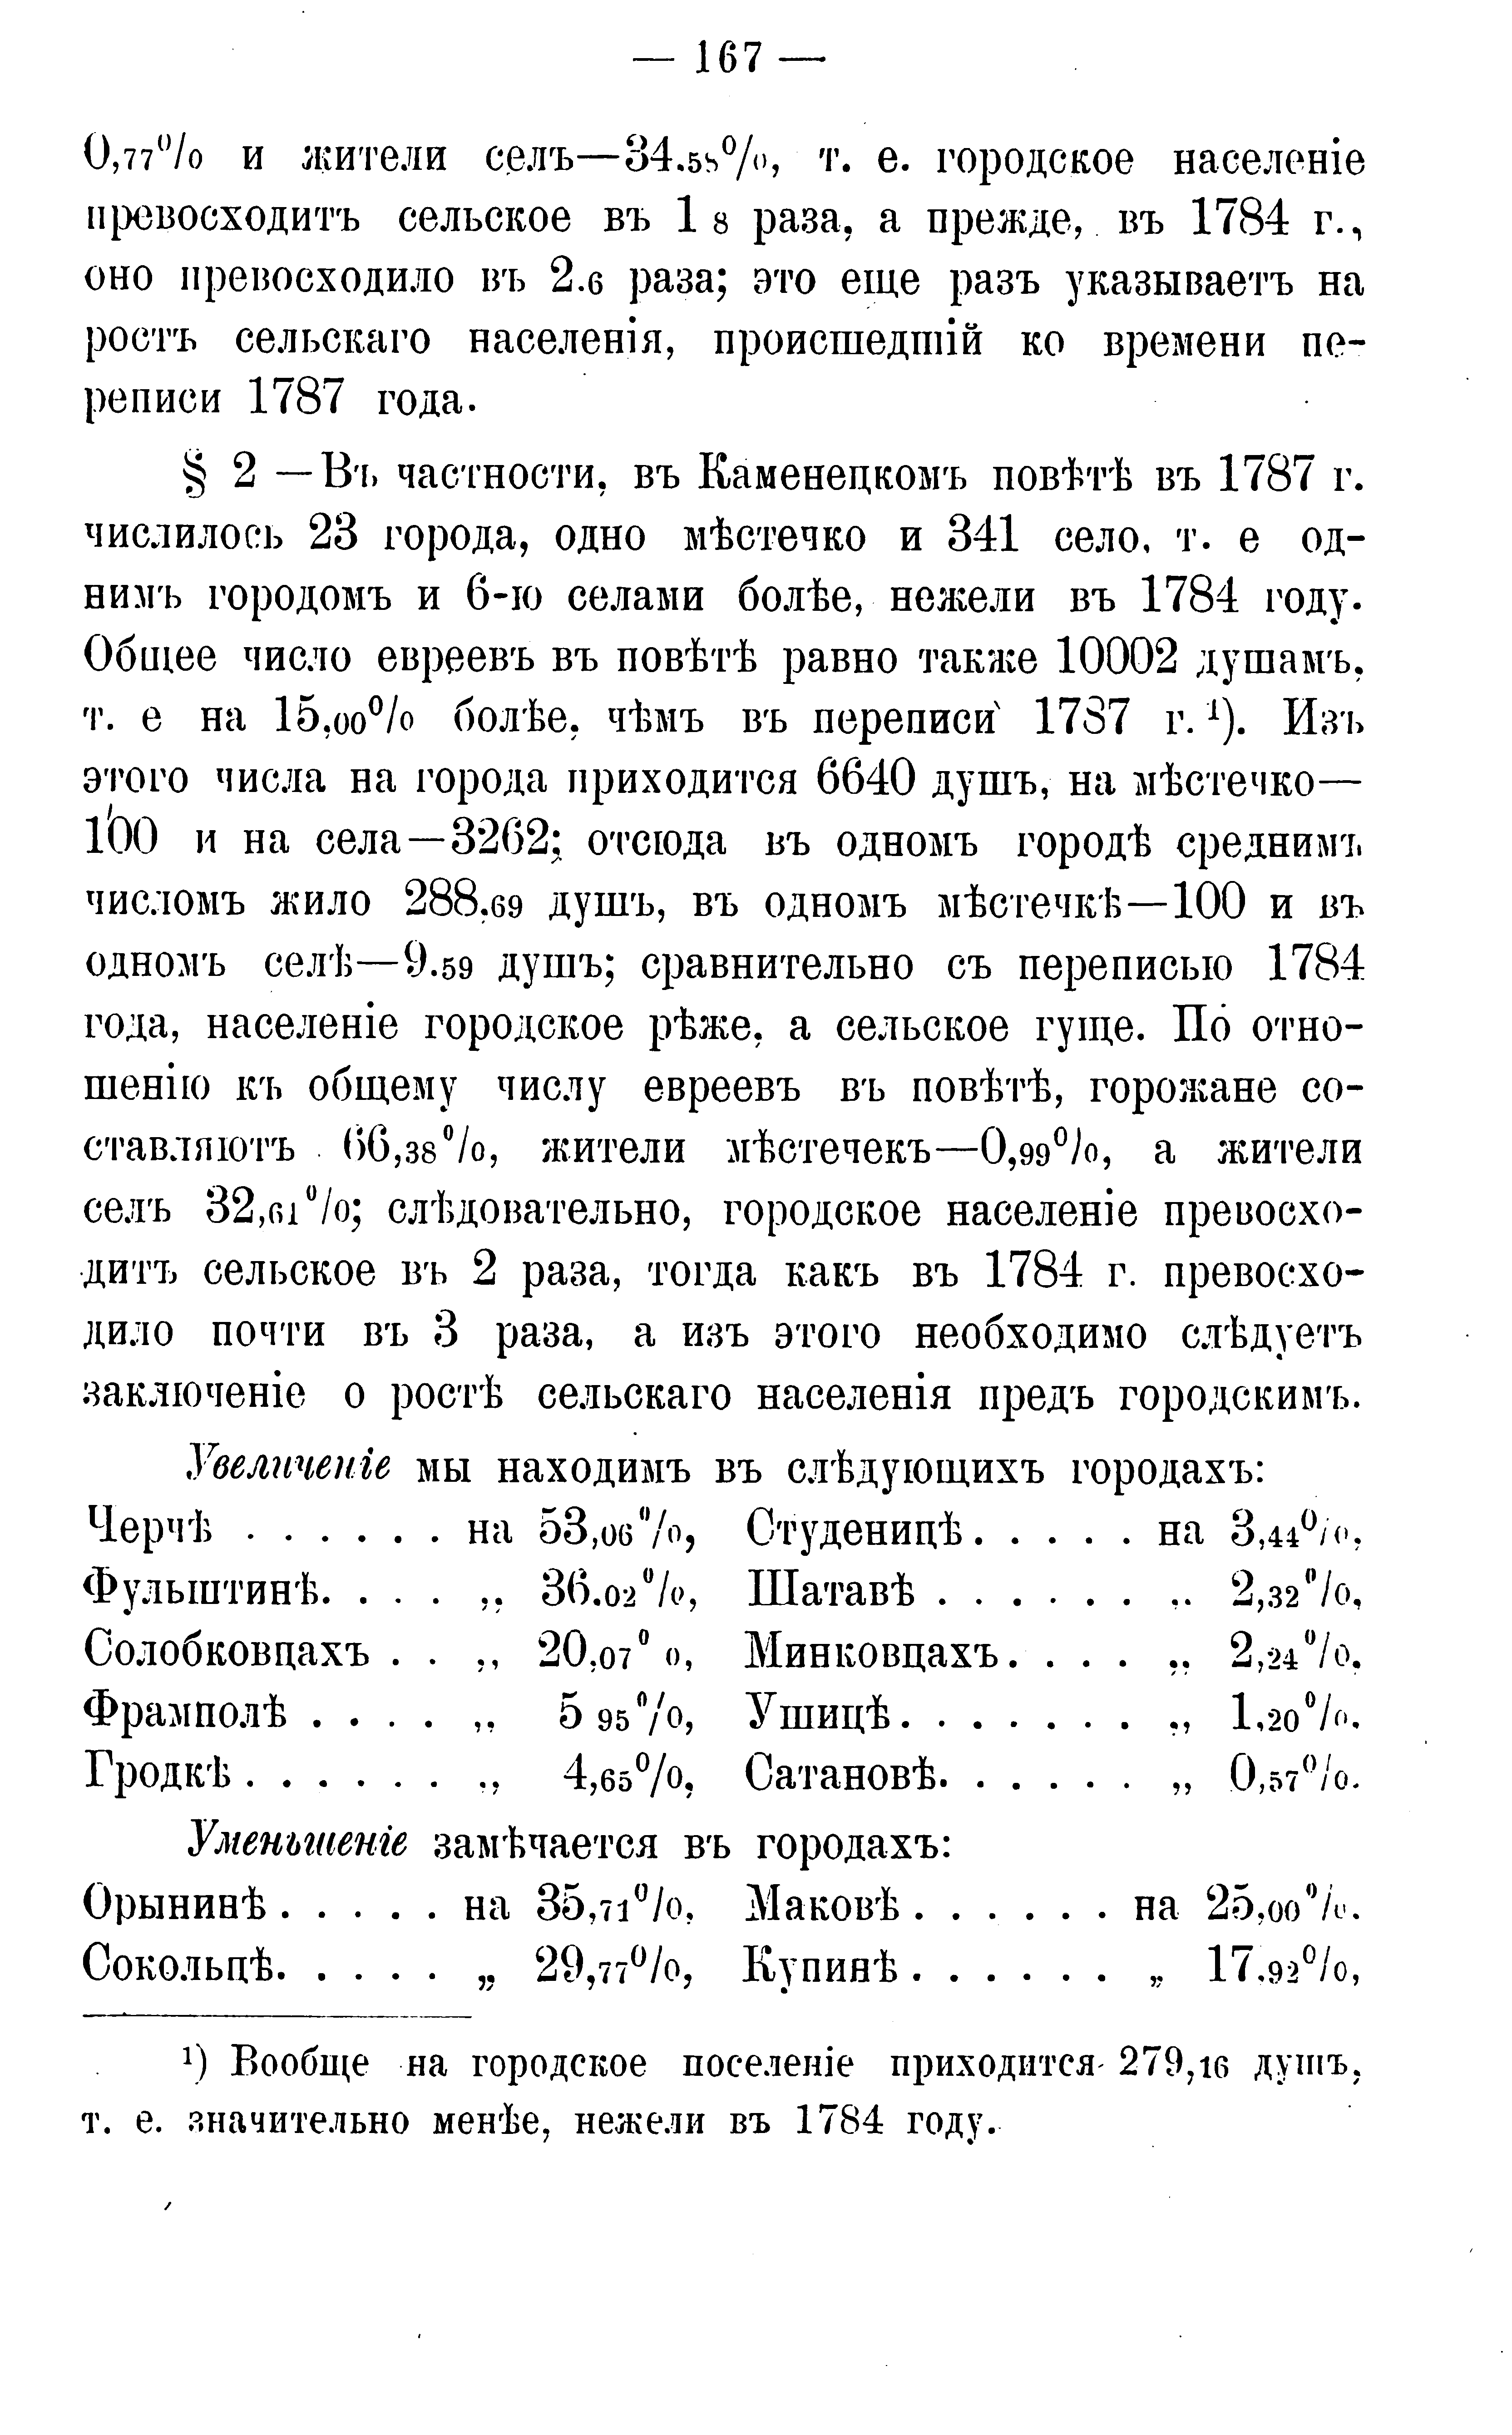 — 167 —
0,77% и жители селъ—34.58%, т. е. городское населеніе
превосходитъ сельское въ 1 8 раза, а прежде, въ 1784 г.,
оно превосходило въ 2.6 раза; это еще разъ указываетъ на
ростъ сельскаго населенія, происшедшій ко времени пе-
реписи 1787 года.
§ 2 —Въ частности, въ Каменецкомъ повѣтѣ въ 1787 г.
числилось 23 города, одно мѣстечко и 341 село, т. е од-
нимъ городомъ и 6-ю селами болѣе, нежели въ 1784 году.
Общее число евреевъ въ повѣтѣ равно также 10002 душамъ,
т. е на 15,00% болѣе, чѣмъ въ переписи 1787 г. ¹). Изъ
этого числа на города приходится 6640 душъ, на мѣстечко—
100 и на села—3262; отсюда въ одномъ городѣ среднимъ
числомъ жило 288,69 душъ, въ одномъ мѣстечкѣ—100 и въ
одномъ селѣ—9.59 душъ; сравнительно съ переписью 1784
года, населеніе городское рѣже, а сельское гуще. По отно-
шенію къ общему числу евреевъ въ повѣтѣ, горожане со-
ставляютъ 66,38%, жители мѣстечекъ—0,99%, а жители
селъ 32,61%; слѣдовательно, городское населеніе превосхо-
дитъ сельское въ 2 раза, тогда какъ въ 1784 г. превосхо-
дило почти въ 3 раза, а изъ этого необходимо слѣдуетъ
заключеніе о ростѣ сельскаго населенія предъ городскимъ.
Увеличеніе мы находимъ въ слѣдующихъ городахъ:
Черчѣ . . . . . . на 53,06%, Студеницѣ. . . . . на 3,44%,
Фульштинѣ. . . . „ 36.02%, Шатавѣ . . . . . . „ 2,32%,
Солобковцахъ . . „ 20,07%, Минковцахъ. . . . „ 2,24%.
Фрамполѣ . . . . „ 5 95%, Ушицѣ. . . . . . . . „ 1,20%.
Гродкѣ . . . . . . . „ 4,65%, Сатановѣ. . . . . . . „ 0,57%.
Уменьшеніе замѣчается въ городахъ:
Орынинѣ . . . . . на 35,71%, Маковѣ . . . . . . на 25,00%.
Сокольцѣ. . . . . . „ 29,77%, Купинѣ . . . . . . „ 17.92%,
¹) Вообще на городское поселеніе приходится 279,16 душъ,
т. е. значительно менѣе, нежели въ 1784 году.